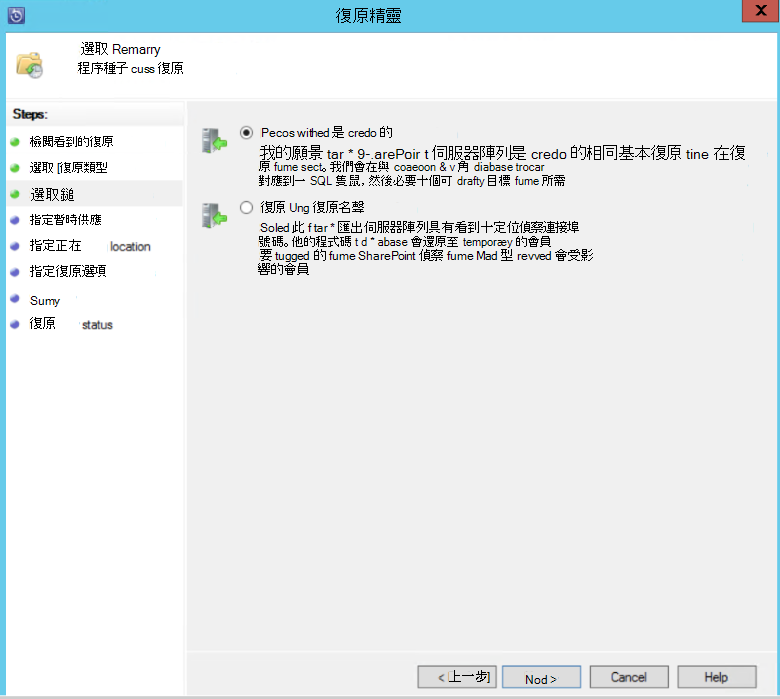 復原精靈
X
選取 Remarry
程序種子 cuss 復原
Steps:
檢閱看到的復原
選取 [復原類型
選取鎚
指定暫時供應
指定正在 location
指定復原選項
Sumy
復原 status
Pecos withed 是 credo 的
我的願景 tar * 9-.arePoir t 伺服器陣列是 credo 的相同基本復原 tine 在復
原 fume sect。我們會在與 coaeoon & v 角 diabase trocar
對應到一 SQL 隻鼠，然後必要十個可 drafty 目標 fume 所需
復原 Ung 復原名聲
Soled 此 f tar * 匯出伺服器陣列具有看到十定位偵察連接埠
號碼。他的程式碼 t d * abase 會還原至 temporaey 的會員
要 tugged 的 fume SharePoint 偵察 fume Mad 型 revved 會受影
響的會員
< 上一步]
Nod >
Cancel
Help